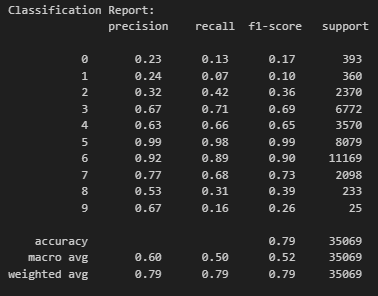 Classification Report:
precision recall f1-score support
0 0.23 0.13 0.17 393
1 0.24 0.07 0.10 360
2 0.32 0.42 0.36 2370
3 0.67 0.71 0.69 6772
4 0.63 0.66 0.65 3570
5 0.99 0.98 0.99 8079
6 0.92 0.89 0.90 11169
7 0.77 0.68 0.73 2098
8 0.53 0.31 0.39 233
9 0.67 0.16 0.26 25
accuracy 0.79 35069
macro avg 0.60 0.50 0.52 35069
weighted avg 0.79 0.79 0.79 35069